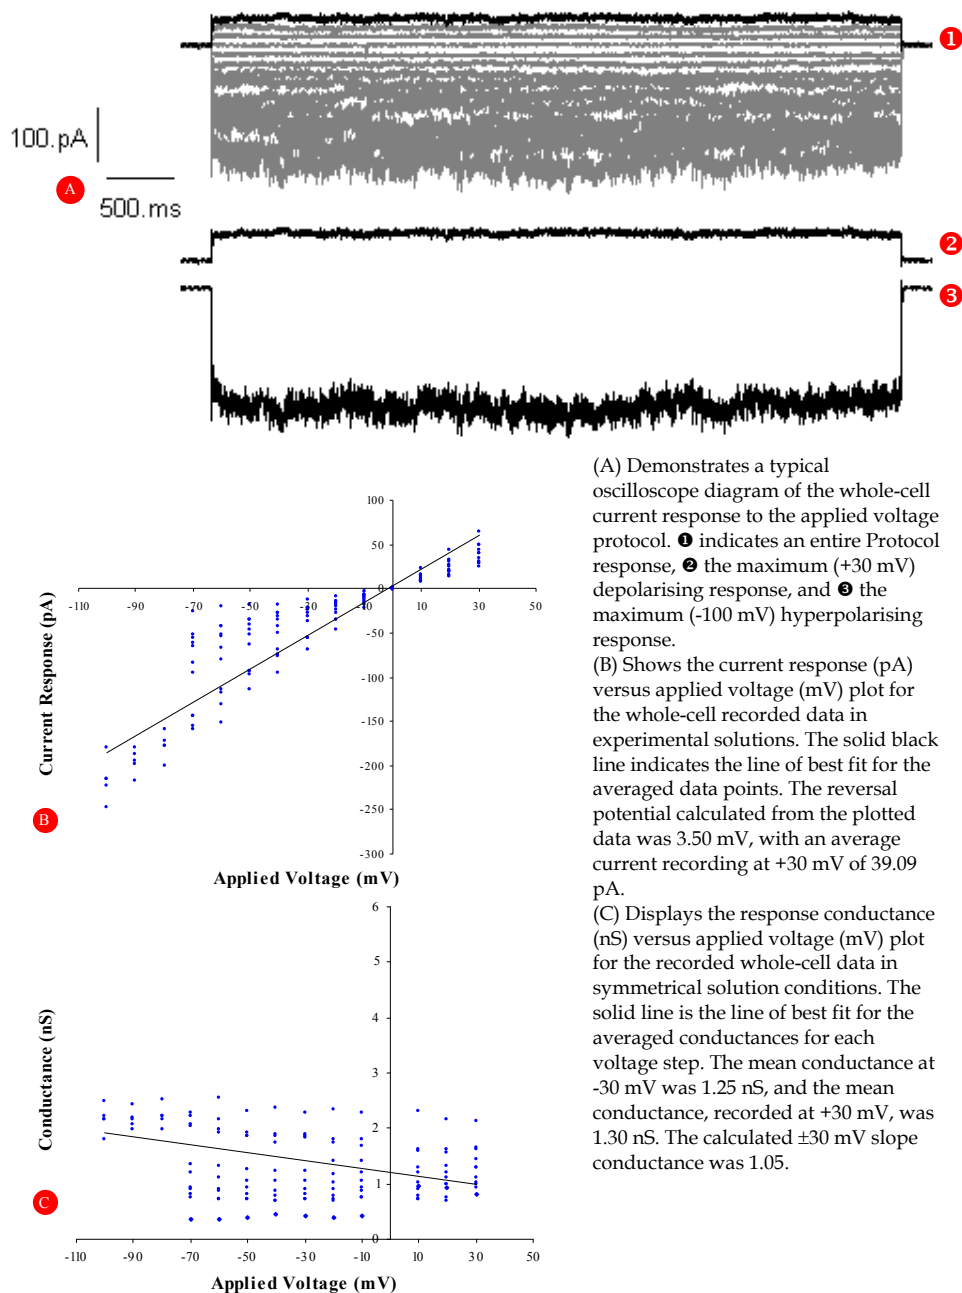 ❶
100.pA
A
500.ms
❷
❸
(A) Demonstrates a typical
oscilloscope diagram of the whole-cell
current response to the applied voltage
protocol. ❶ indicates an entire Protocol
response, ❷ the maximum (+30 mV)
depolarising response, and ❸ the
maximum (-100 mV) hyperpolarising
response.
(B) Shows the current response (pA)
versus applied voltage (mV) plot for
the whole-cell recorded data in
experimental solutions. The solid black
line indicates the line of best fit for the
averaged data points. The reversal
potential calculated from the plotted
data was 3.50 mV, with an average
current recording at +30 mV of 39.09
pA.
(C) Displays the response conductance
(nS) versus applied voltage (mV) plot
for the recorded whole-cell data in
symmetrical solution conditions. The
solid line is the line of best fit for the
averaged conductances for each
voltage step. The mean conductance at
-30 mV was 1.25 nS, and the mean
conductance, recorded at +30 mV, was
1.30 nS. The calculated ±30 mV slope
conductance was 1.05.
Current Response (pA)
100
50
0
-50
-100
-150
-200
-250
-300
-110 -90 -70 -50 -30 -10 10 30 50
B
Applied Voltage (mV)
Conductance (nS)
6
5
4
3
2
1
0
C
-110 -90 -70 -50 -30 -10 10 30 50
Applied Voltage (mV)